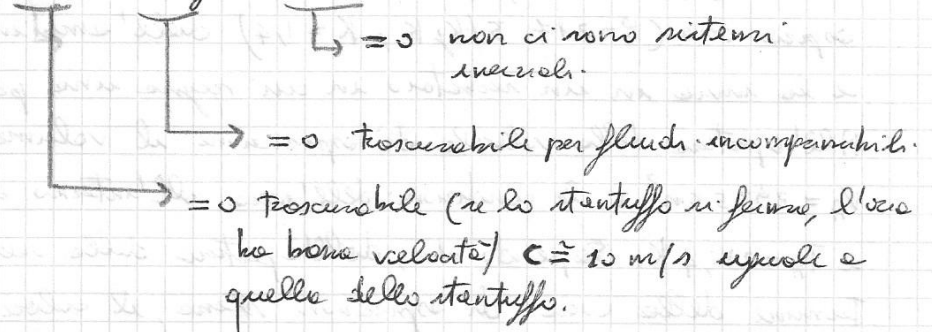 = 0 non ci sono sistemi
inerziali.
= 0 trascurabile per fluidi incomprimibili.
= 0 trascurabile (se lo stantuffo si ferma, l'aria
ha bassa velocità) c ≅ 10 m/s uguale a
quella dello stantuffo.